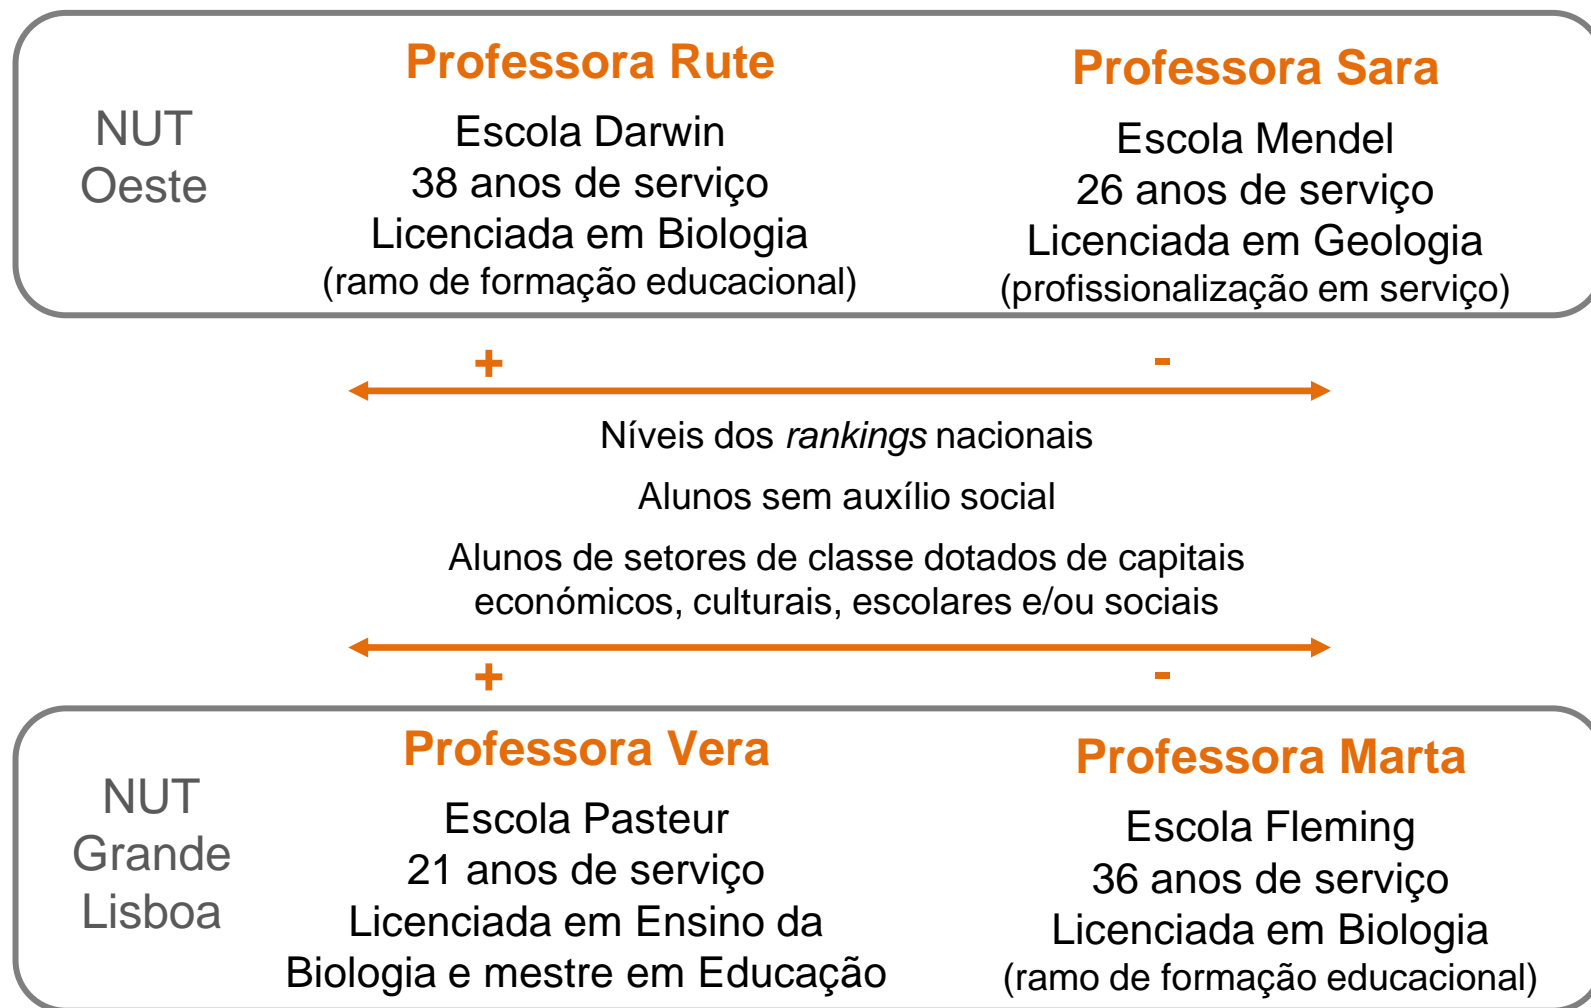 NUT
Oeste
Professora Rute
Escola Darwin
38 anos de serviço
Licenciada em Biologia
(ramo de formação educacional)
Professora Sara
Escola Mendel
26 anos de serviço
Licenciada em Geologia
(profissionalização em serviço)
+ -
Níveis dos rankings nacionais
Alunos sem auxílio social
Alunos de setores de classe dotados de capitais
económicos, culturais, escolares e/ou sociais
+ -
NUT
Grande
Lisboa
Professora Vera
Escola Pasteur
21 anos de serviço
Licenciada em Ensino da
Biologia e mestre em Educação
Professora Marta
Escola Fleming
36 anos de serviço
Licenciada em Biologia
(ramo de formação educacional)